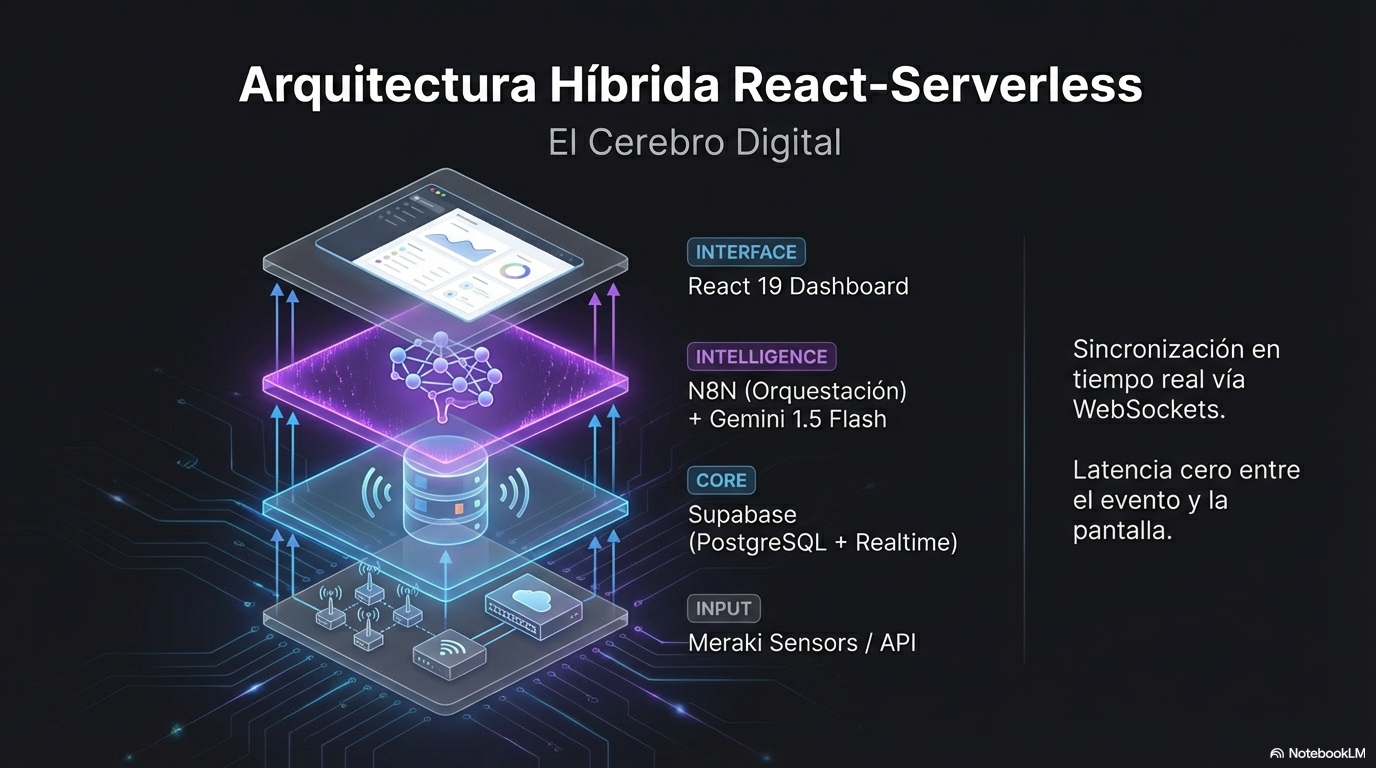 Arquitectura Híbrida React-Serverless
El Cerebro Digital
INTERFACE
React 19 Dashboard
INTELLIGENCE
N8N (Orquestación)
+ Gemini 1.5 Flash
CORE
Supabase
(PostgreSQL + Realtime)
INPUT
Meraki Sensors / API
Sincronización en
tiempo real vía
WebSockets.
Latencia cero entre
el evento y la
pantalla.
NotebookLM